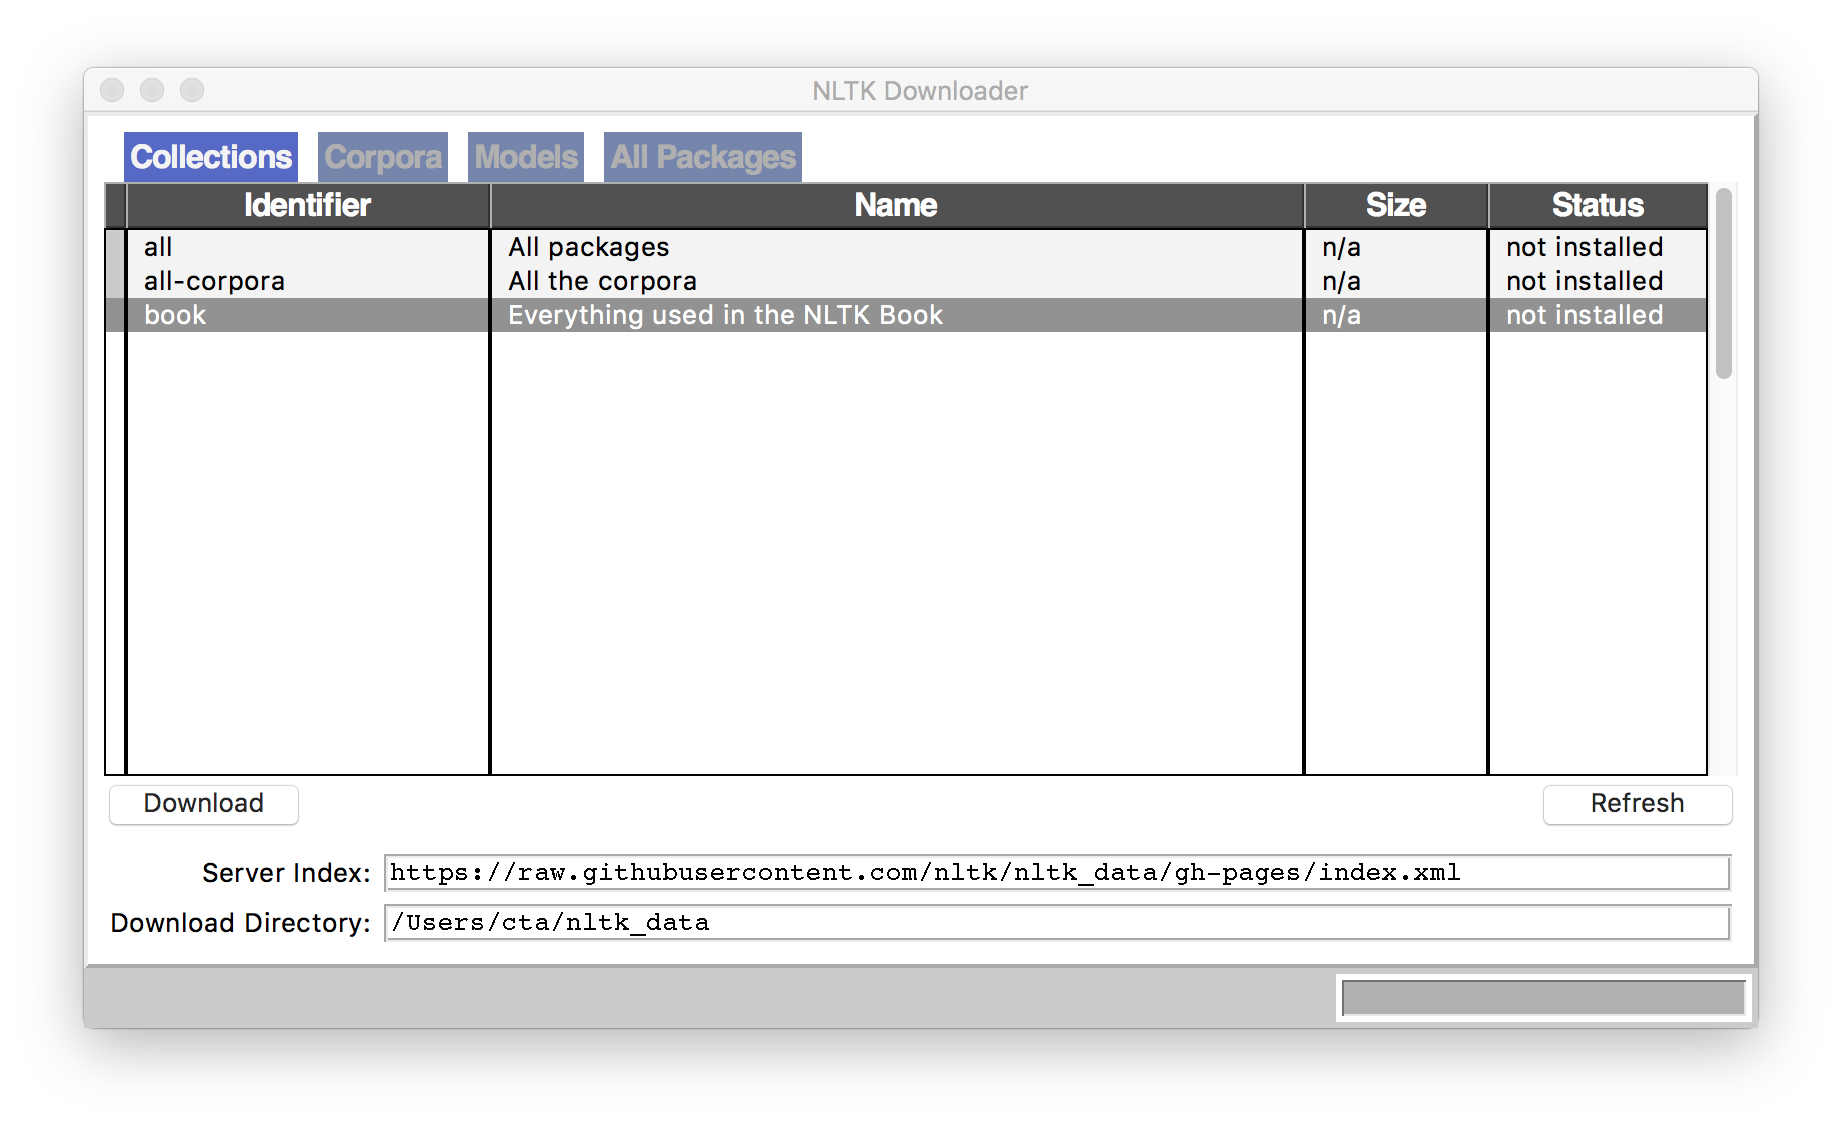 NLTK Downloader
Collections Corpora Models All Packages
Identifier Name Size Status
all All packages n/a not installed
all-corpora All the corpora n/a not installed
book Everything used in the NLTK Book n/a not installed
Download Refresh
Server Index: https://raw.githubusercontent.com/nltk/nltk_data/gh-pages/index.xml
Download Directory: /Users/cta/nltk_data